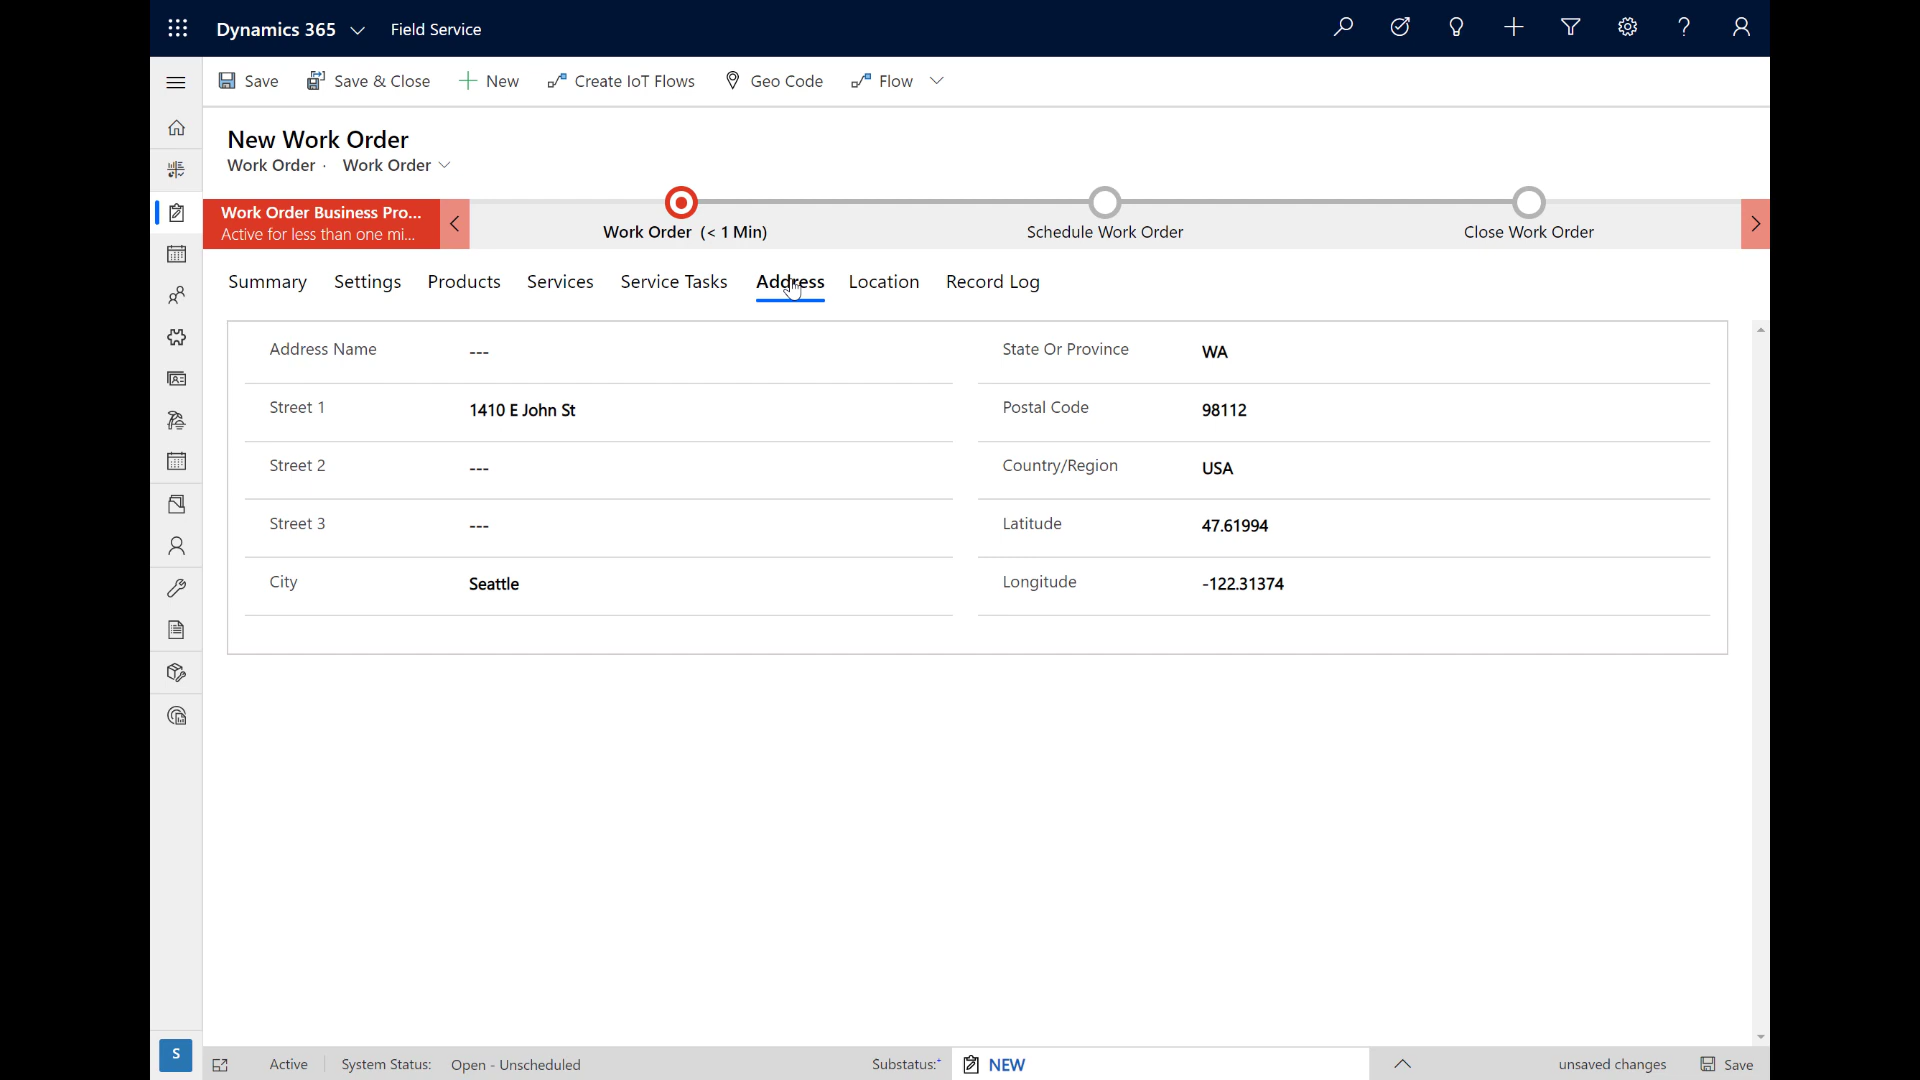 Dynamics 365
Field Service
Save
Save & Close
New
Create IoT Flows
Geo Code
Flow
New Work Order
Work Order · Work Order
Work Order Business Pro...
Active for less than one mi...
Work Order (< 1 Min)
Schedule Work Order
Close Work Order
Summary
Settings
Products
Services
Service Tasks
Address
Location
Record Log
Address Name ---
Street 1 1410 E John St
Street 2 ---
Street 3 ---
City Seattle
State Or Province WA
Postal Code 98112
Country/Region USA
Latitude 47.61994
Longitude -122.31374
S
Active
System Status: Open - Unscheduled
Substatus:*
NEW
unsaved changes
Save